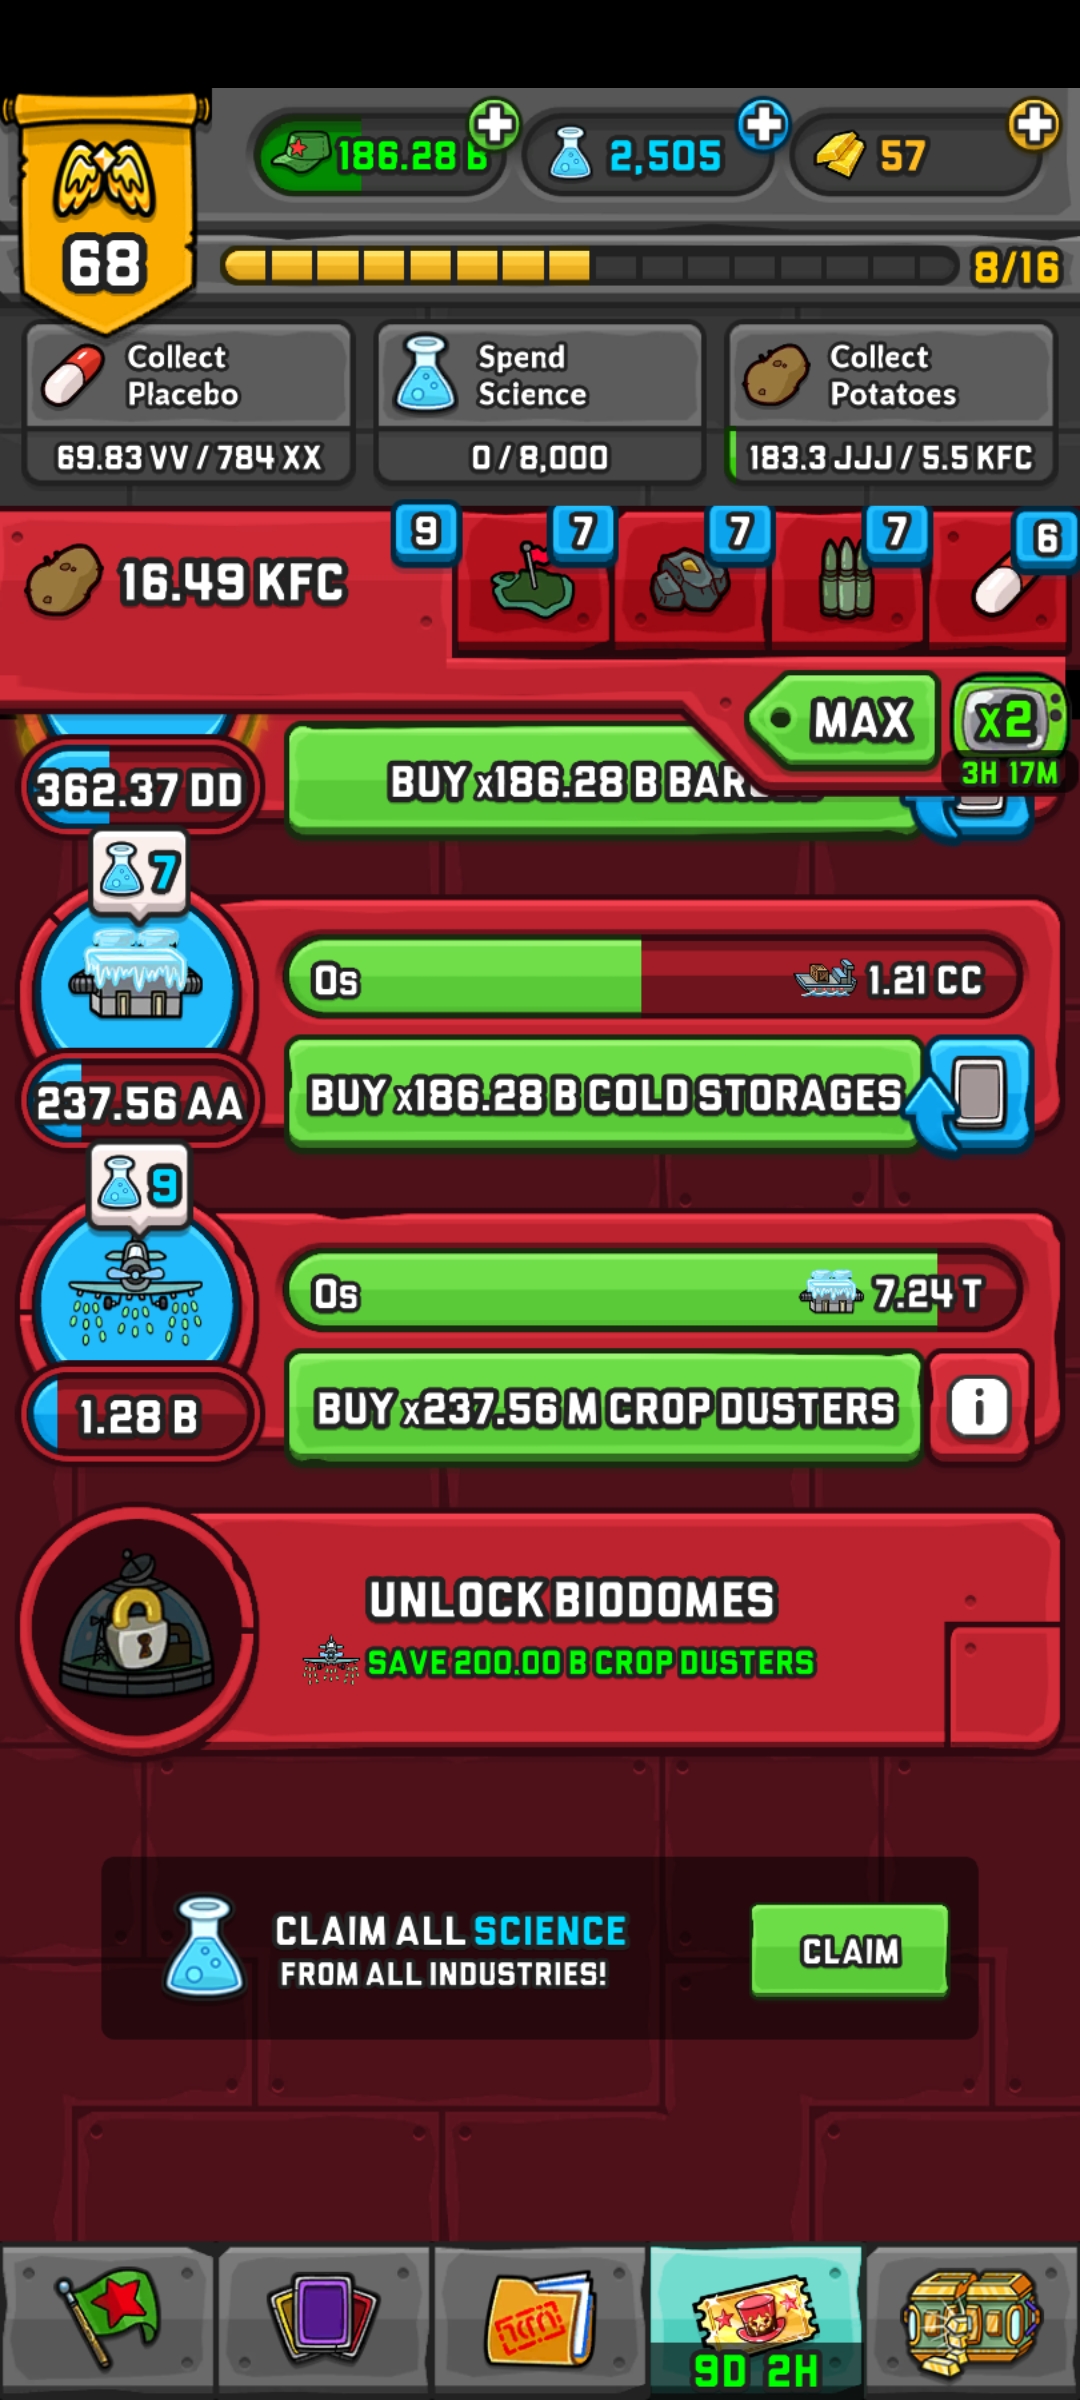 186.28 B
2,505
57
68
8/16
Collect
Placebo
69.83 VV / 784 XX
Spend
Science
0 / 8,000
Collect
Potatoes
183.3 JJJ / 5.5 KFC
16.49 KFC
9
7
7
7
6
MAX
x2
3H 17M
362.37 DD
BUY x186.28 B
7
0s
1.21 CC
237.56 AA
BUY x186.28 B COLD STORAGES
9
0s
7.24 T
1.28 B
BUY x237.56 M CROP DUSTERS
i
UNLOCK BIODOMES
SAVE 200.00 B CROP DUSTERS
CLAIM ALL SCIENCE
FROM ALL INDUSTRIES!
CLAIM
9D 2H